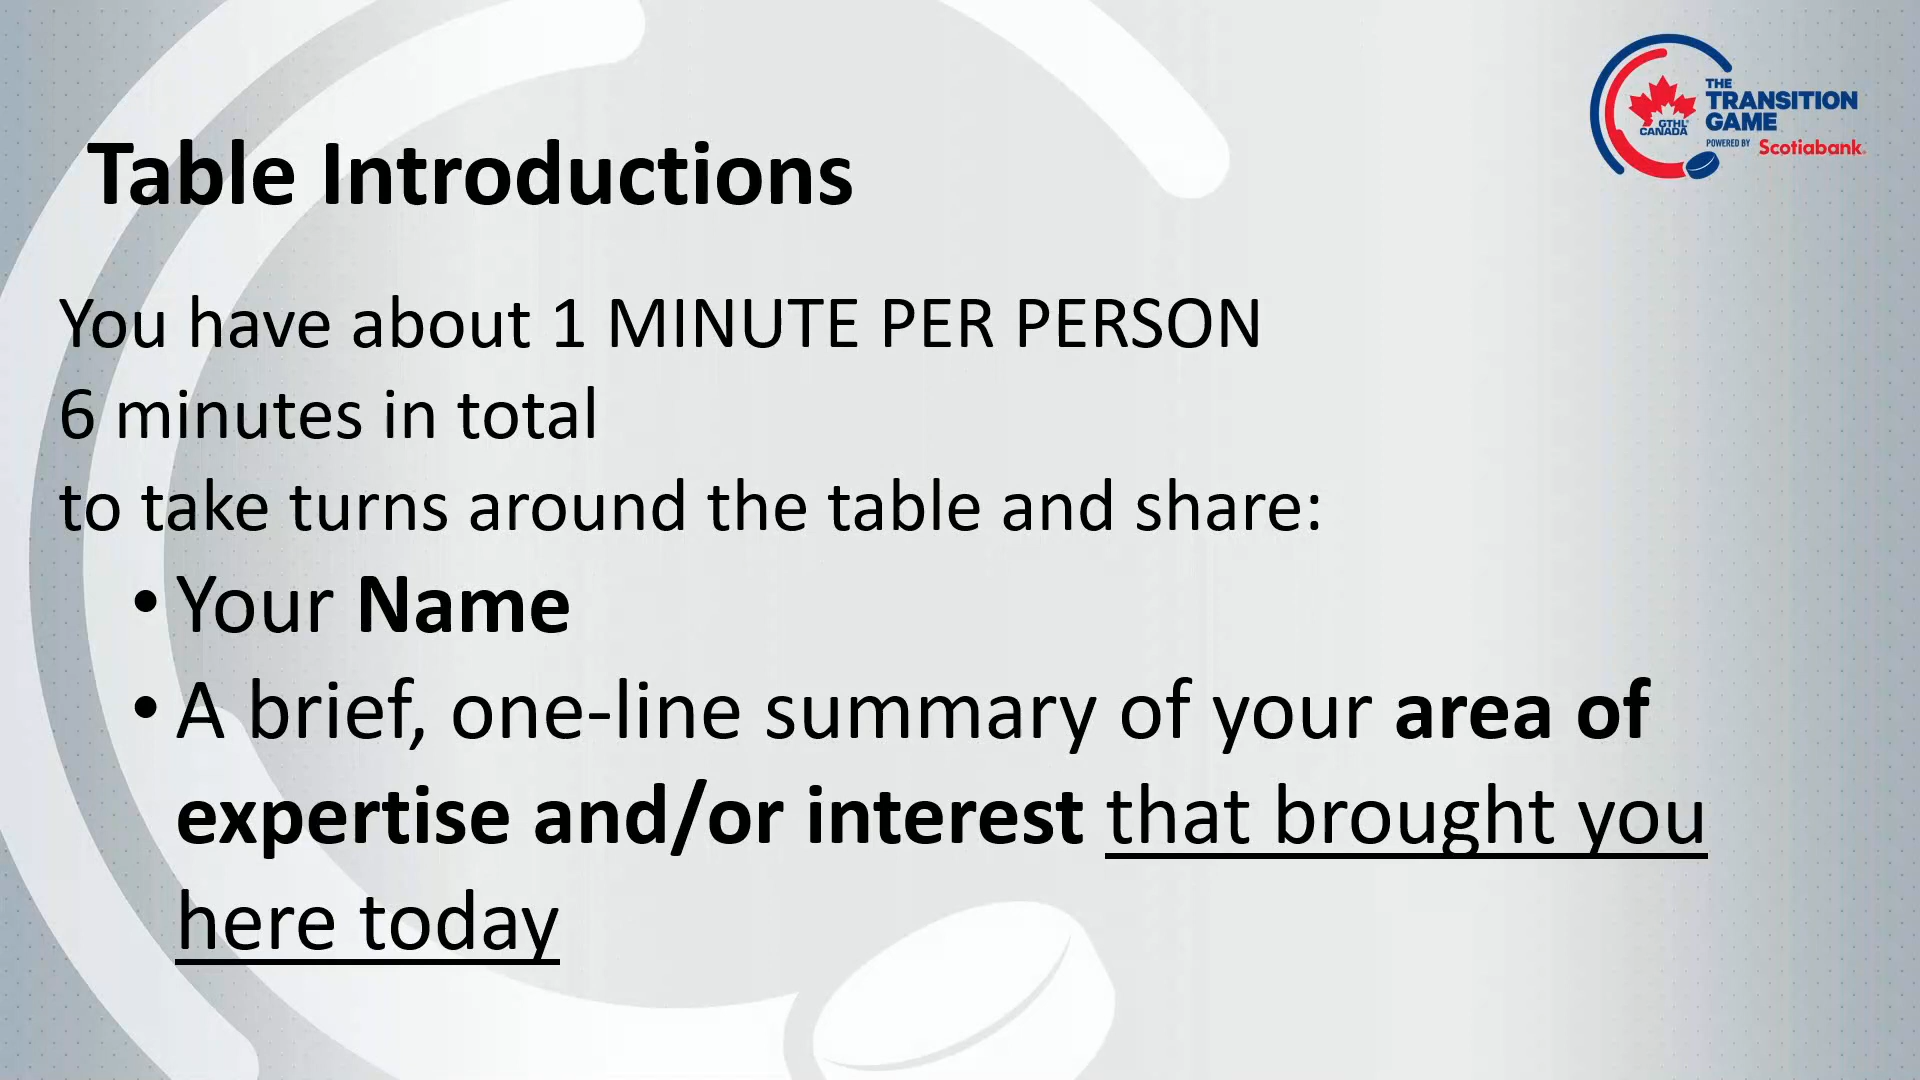 THE
TRANSITION
GAME
GTHL
CANADA
POWERED BY Scotiabank
Table Introductions
You have about 1 MINUTE PER PERSON
6 minutes in total
to take turns around the table and share:
• Your Name
• A brief, one-line summary of your area of
expertise and/or interest that brought you
here today